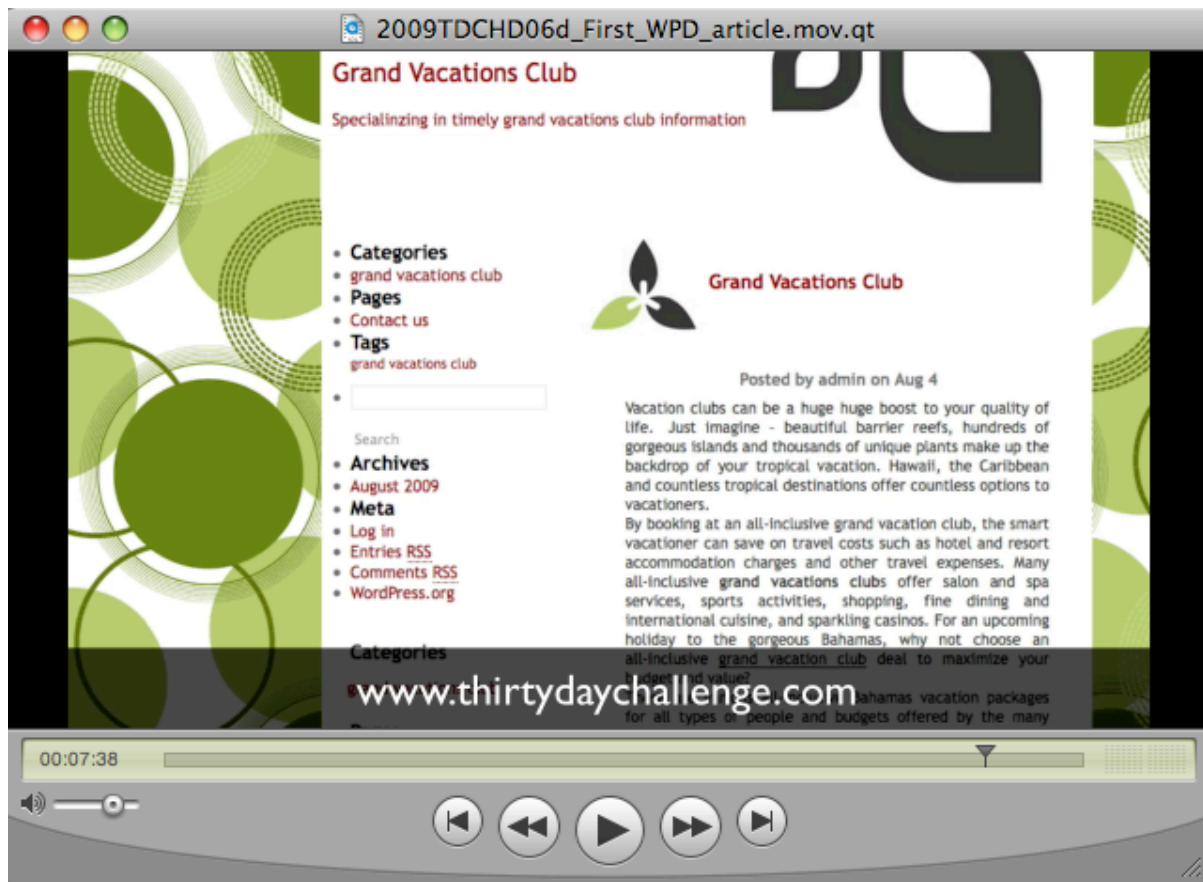 2009TDCHD06d_First_WPD_article.mov.qt
Grand Vacations Club
Specialinzing in timely grand vacations club information
Categories
grand vacations club
Pages
Contact us
Tags
grand vacations club
Search
Archives
August 2009
Meta
Log in
Entries RSS
Comments RSS
WordPress.org
Categories
Grand Vacations Club
Posted by admin on Aug 4
Vacation clubs can be a huge huge boost to your quality of
life. Just imagine - beautiful barrier reefs, hundreds of
gorgeous islands and thousands of unique plants make up the
backdrop of your tropical vacation. Hawaii, the Caribbean
and countless tropical destinations offer countless options to
vacationers.
By booking at an all-inclusive grand vacation club, the smart
vacationer can save on travel costs such as hotel and resort
accommodation charges and other travel expenses. Many
all-inclusive grand vacations clubs offer salon and spa
services, sports activities, shopping, fine dining and
international cuisine, and sparkling casinos. For an upcoming
holiday to the gorgeous Bahamas, why not choose an
all-inclusive grand vacation club deal to maximize your
budget and value?
Bahamas vacation packages
for all types of people and budgets offered by the many
www.thirtydaychallenge.com
00:07:38